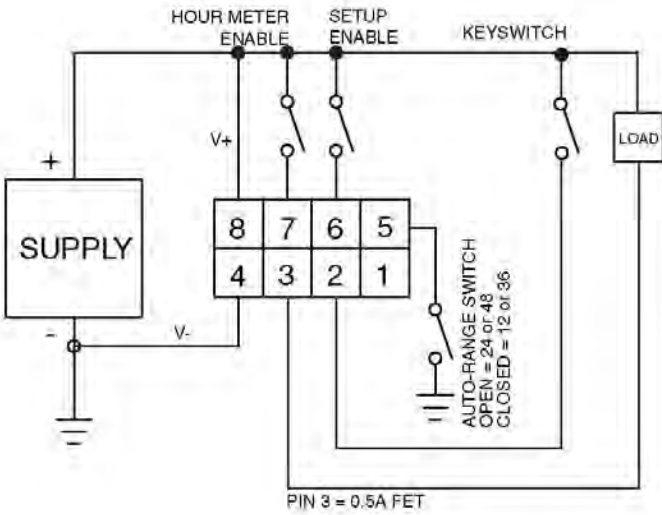 HOUR METER
ENABLE
SETUP
ENABLE
KEYSWITCH
V+
LOAD
+
SUPPLY
-
8 7 6 5
4 3 2 1
V-
AUTO-RANGE SWITCH
OPEN = 24 or 48
CLOSED = 12 or 36
PIN 3 = 0.5A FET